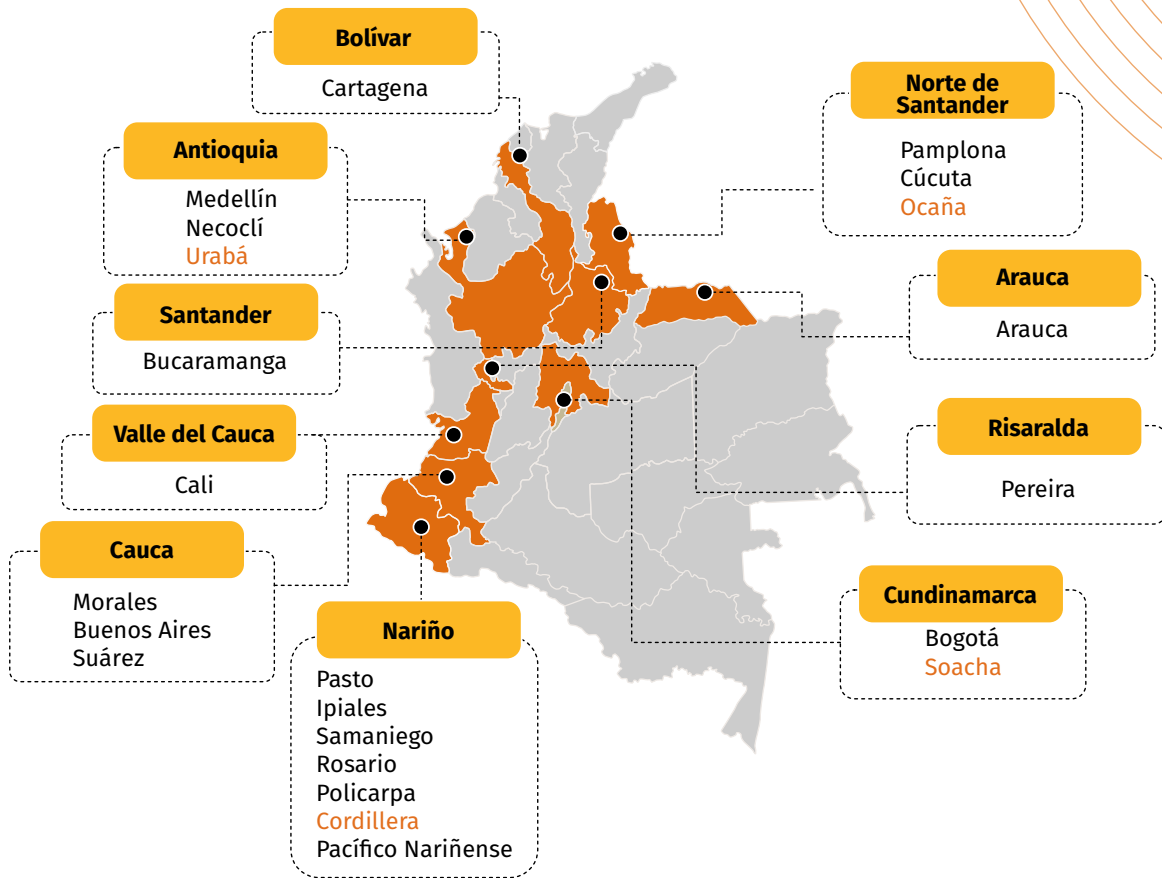 Bolívar
Cartagena
Antioquia
Medellín
Necoclí
Urabá
Santander
Bucaramanga
Valle del Cauca
Cali
Cauca
Morales
Buenos Aires
Suárez
Nariño
Pasto
Ipiales
Samaniego
Rosario
Policarpa
Cordillera
Pacífico Nariñense
Norte de
Santander
Pamplona
Cúcuta
Ocaña
Arauca
Arauca
Risaralda
Pereira
Cundinamarca
Bogotá
Soacha